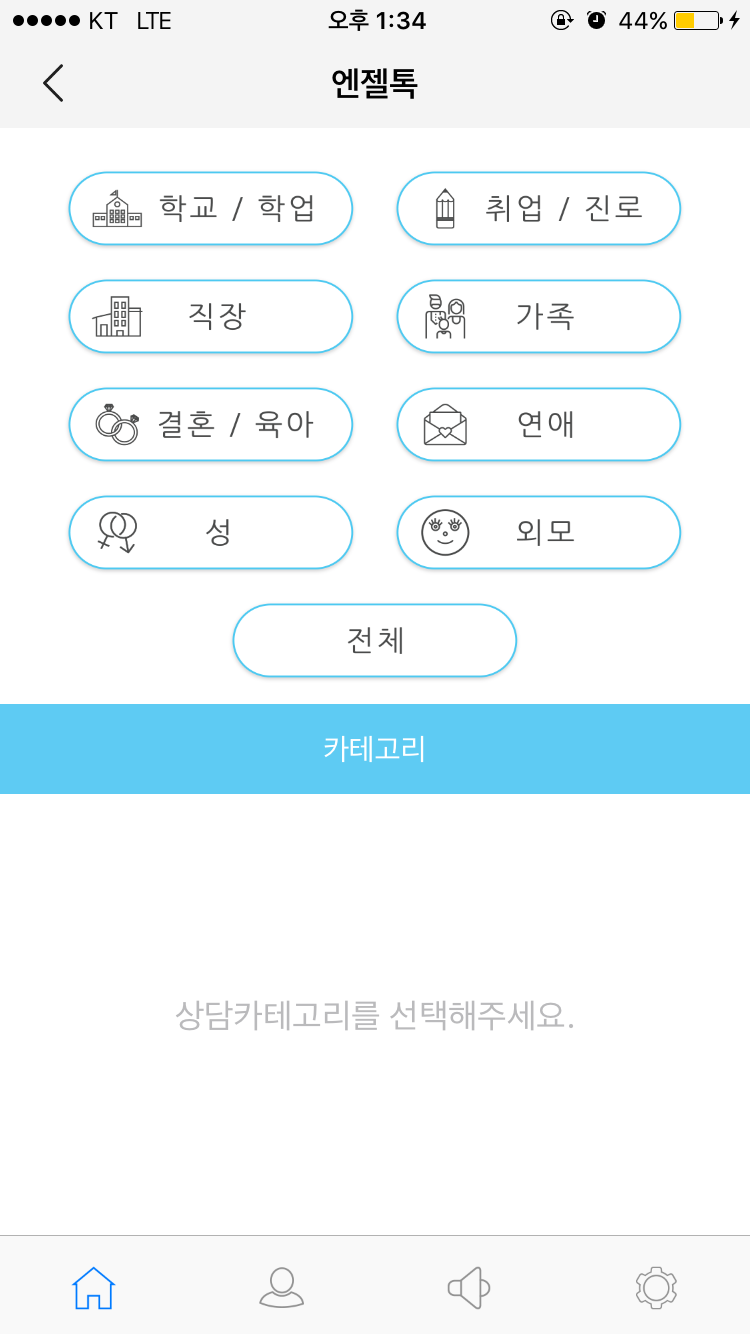 KT LTE 오후 1:34 44%
엔젤톡
학교 / 학업 취업 / 진로
직장 가족
결혼 / 육아 연애
성 외모
전체
카테고리
상담카테고리를 선택해주세요.